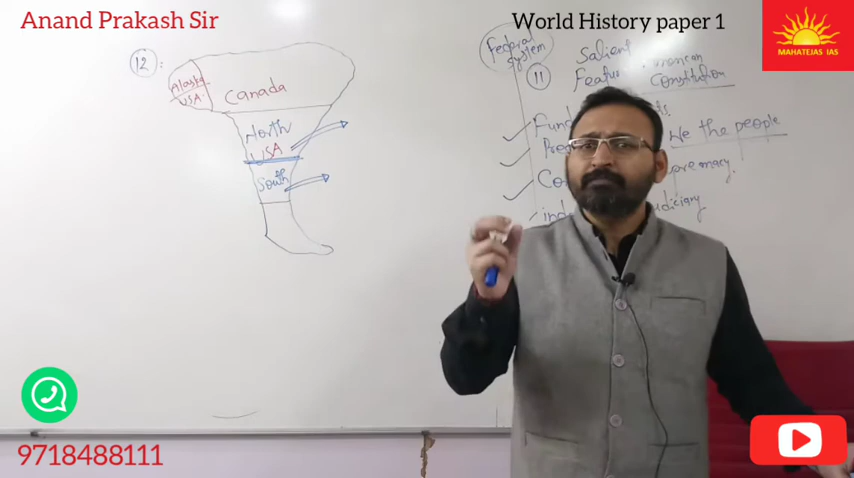 Anand Prakash Sir
World History paper 1
MAHATEJAS IAS
12 :
Alaska
USA
Canada
North
USA
South
federal
system
11
Salient
Constitution
We the people
9718488111